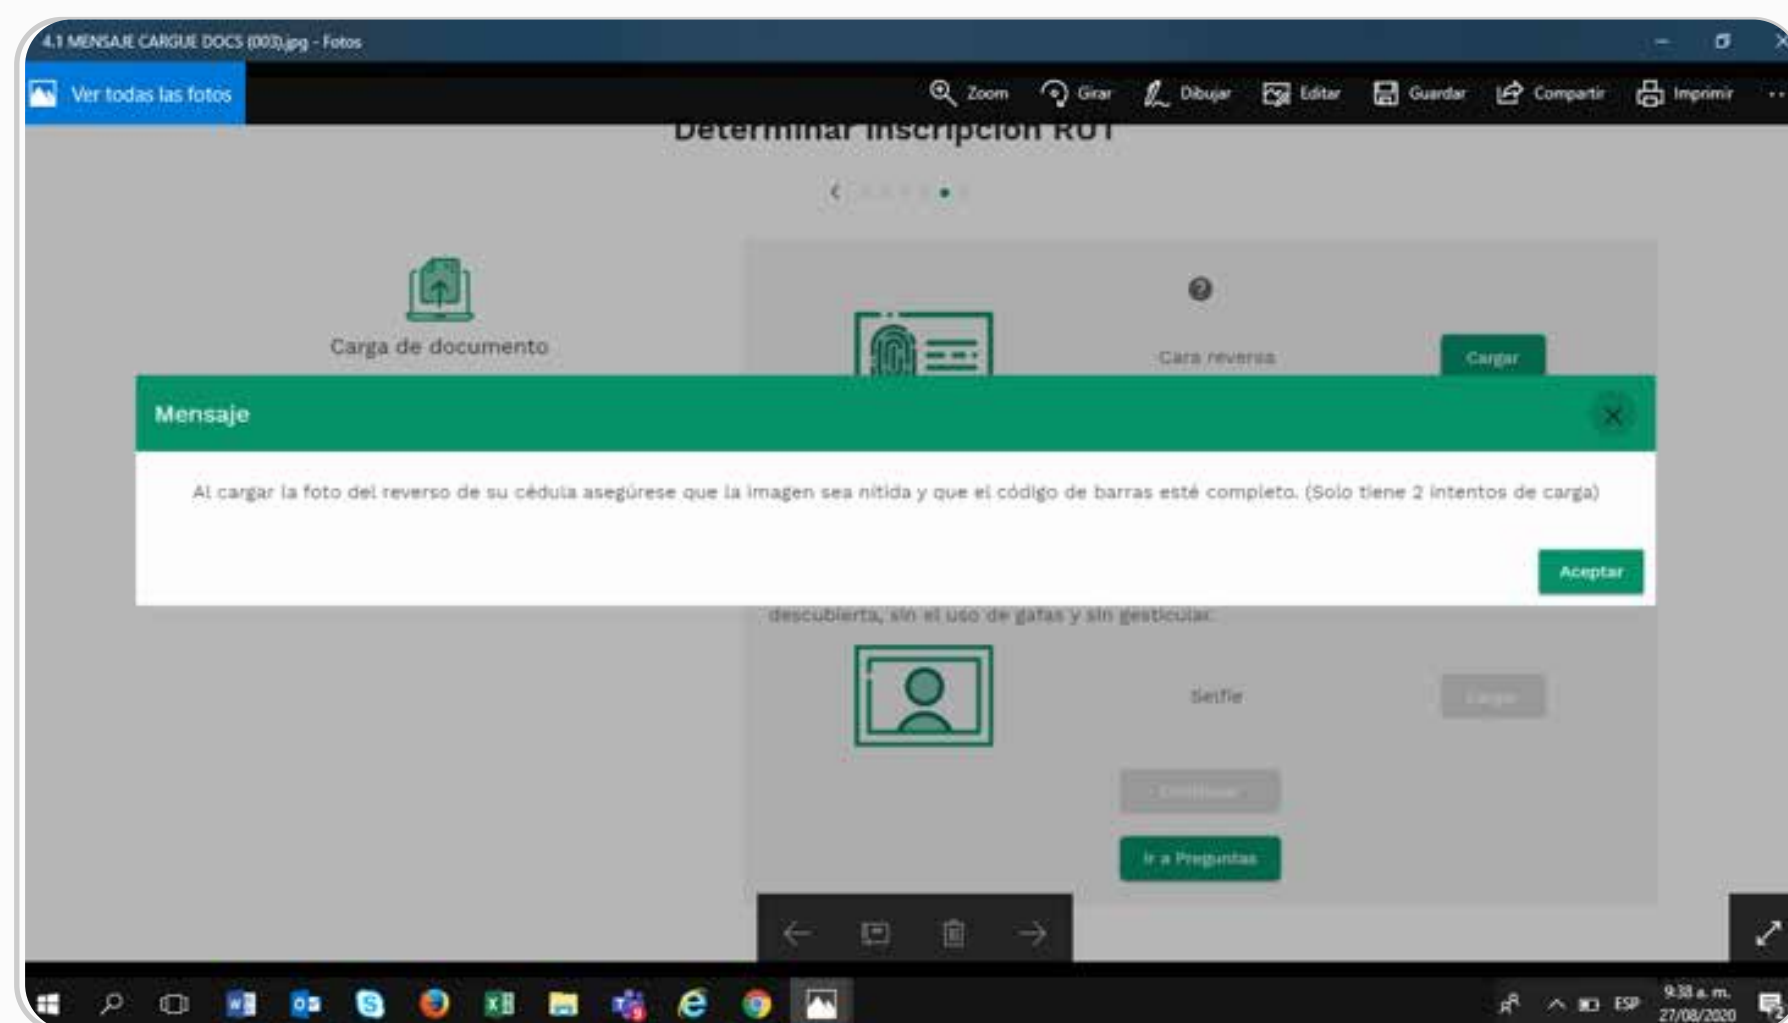 4.1 MENSAJE CARGUE DOCS (003).jpg - Fotos
Ver todas las fotos
Zoom Girar Dibujar Editar Guardar Compartir Imprimir
Determinar inscripción RUT
Carga de documento
Cara reversa
Cargar
Mensaje
Al cargar la foto del reverso de su cédula asegúrese que la imagen sea nítida y que el código de barras esté completo. (Solo tiene 2 intentos de carga)
Aceptar
descubierta, sin el uso de gafas y sin gesticular.
Selfie
Cargar
Continuar
Ir a Preguntas
ESP
9:33 a. m.
27/08/2020